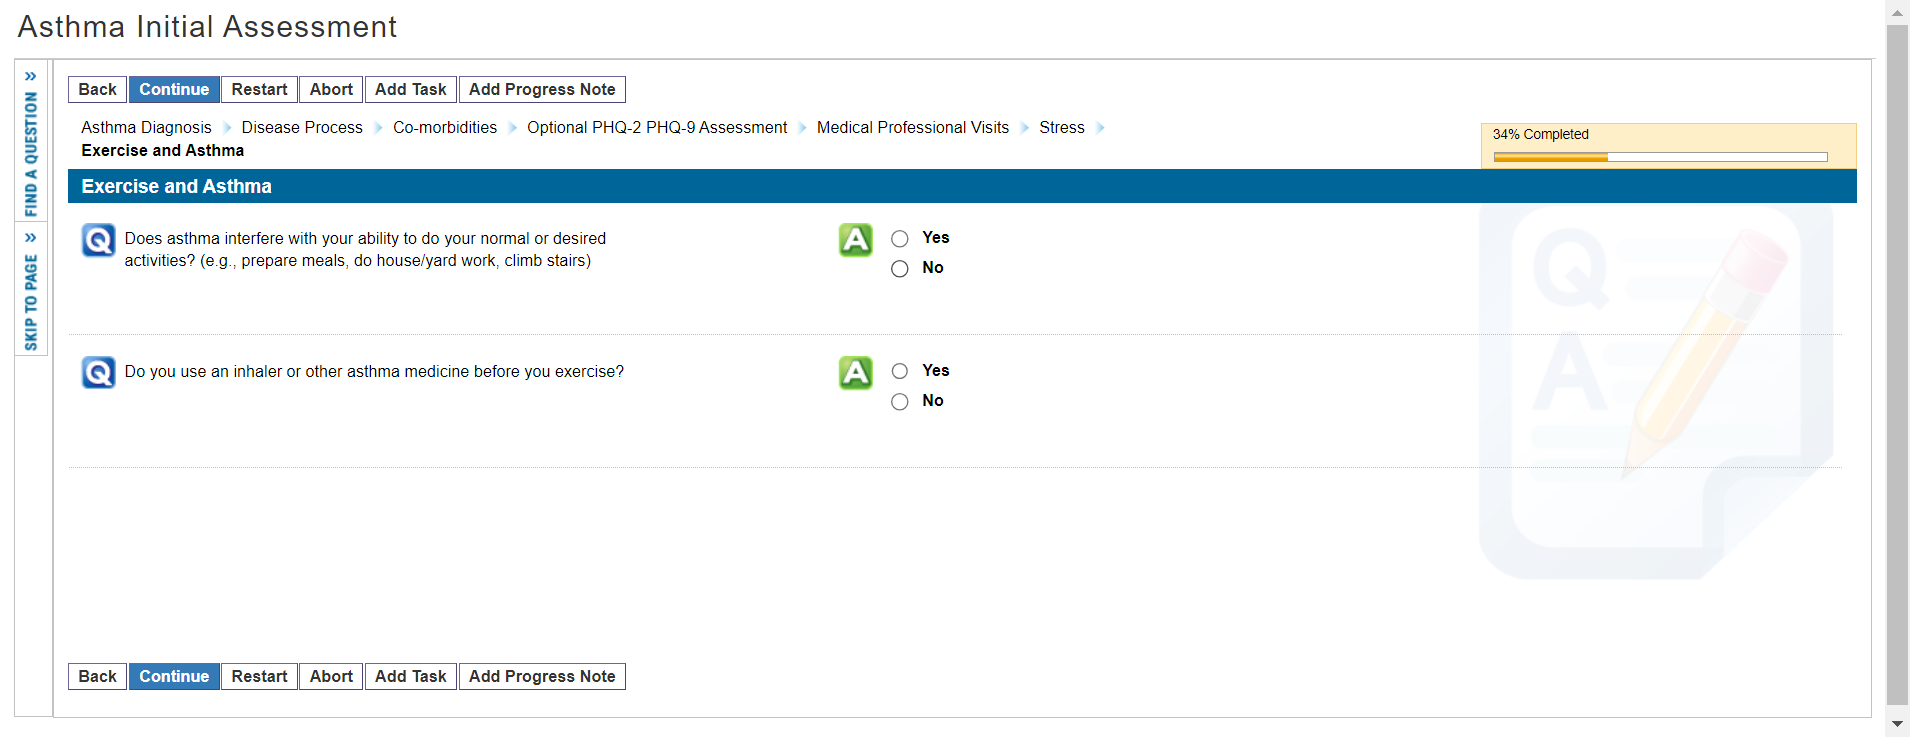 Asthma Initial Assessment
» FIND A QUESTION
» SKIP TO PAGE
Back Continue Restart Abort Add Task Add Progress Note
Asthma Diagnosis Disease Process Co-morbidities Optional PHQ-2 PHQ-9 Assessment Medical Professional Visits Stress
Exercise and Asthma
34% Completed
Exercise and Asthma
Q Does asthma interfere with your ability to do your normal or desired
activities? (e.g., prepare meals, do house/yard work, climb stairs)
A Yes
No
Q Do you use an inhaler or other asthma medicine before you exercise?
A Yes
No
Q
A
Back Continue Restart Abort Add Task Add Progress Note